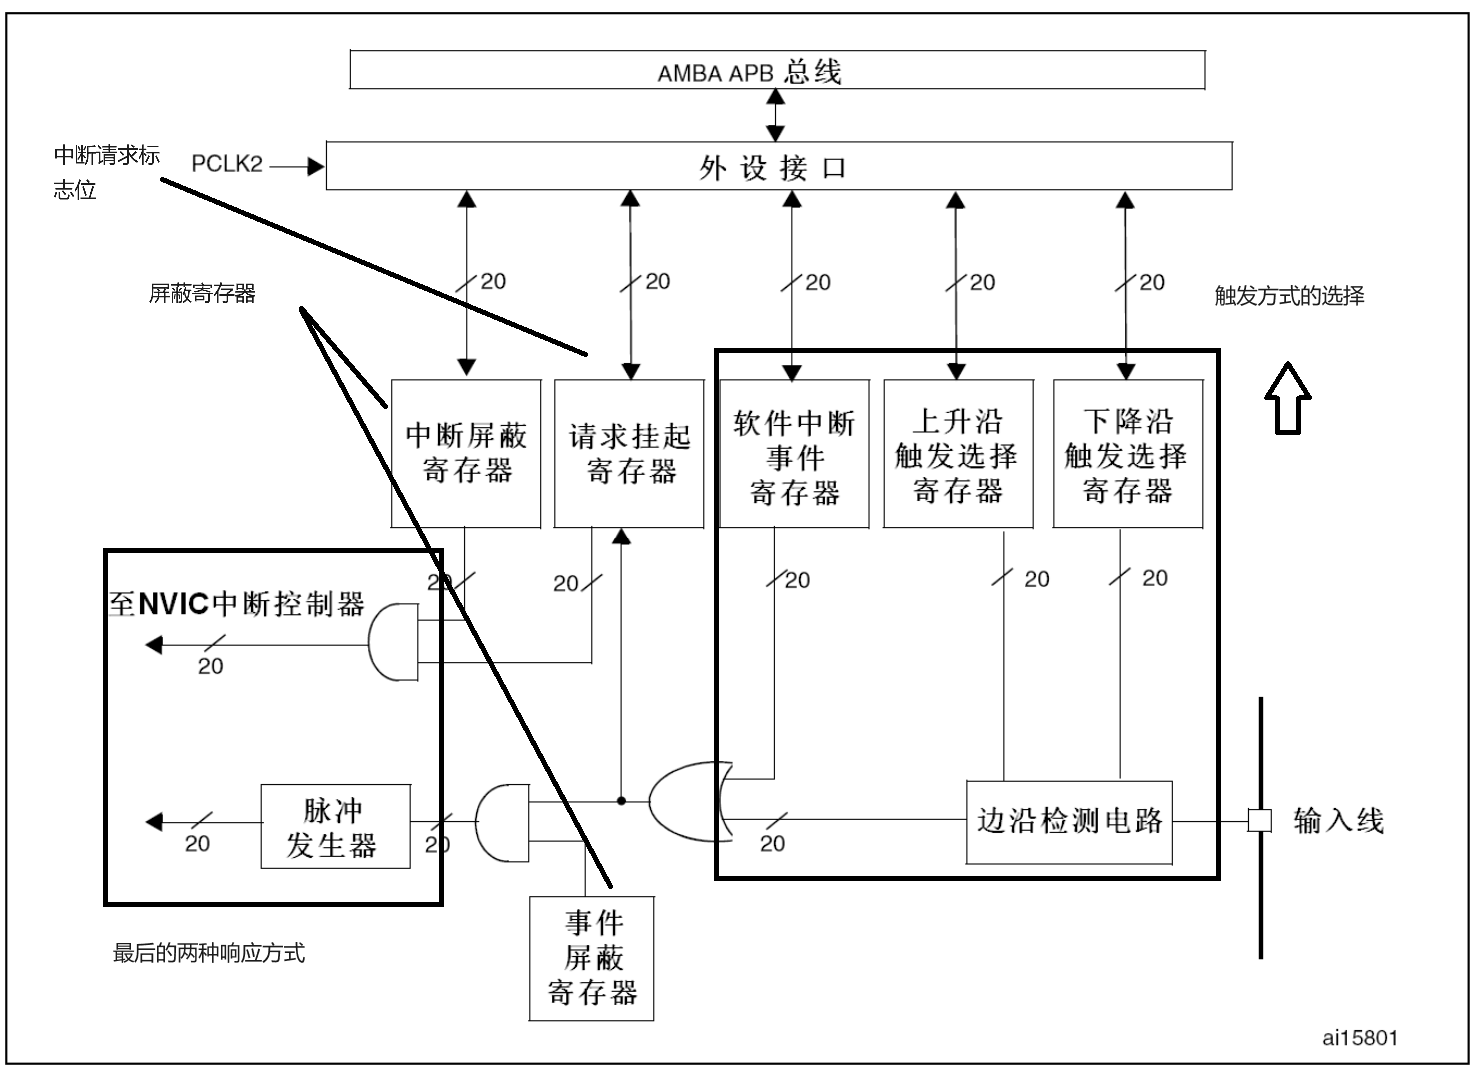 AMBA APB 总线
中断请求标
志位
PCLK2
外设接口
20
20
20
20
20
屏蔽寄存器
触发方式的选择
中断屏蔽
寄存器
请求挂起
寄存器
软件中断
事件
寄存器
上升沿
触发选择
寄存器
下降沿
触发选择
寄存器
20
20
20
20
20
至NVIC中断控制器
20
脉冲
发生器
20
20
20
边沿检测电路
输入线
事件
屏蔽
寄存器
最后的两种响应方式
ai15801